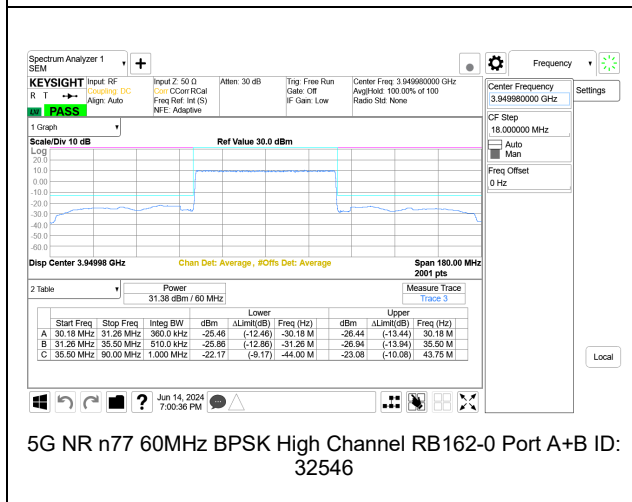 Spectrum Analyzer 1
SEM
Frequency
KEYSIGHT
R T
LNI PASS
Input: RF
Coupling: DC
Align: Auto
Input Z: 50 Ω
Corr CCorr RCal
Freq Ref: Int (S)
NFE: Adaptive
Atten: 30 dB
Trig: Free Run
Gate: Off
IF Gain: Low
Center Freq: 3.949980000 GHz
Avg|Hold: 100.00% of 100
Radio Std: None
Center Frequency
3.949980000 GHz
Settings
CF Step
18.000000 MHz
Auto
Man
Freq Offset
0 Hz
Local
1 Graph
Scale/Div 10 dB
Ref Value 30.0 dBm
Log
20.0
10.0
0.00
-10.0
-20.0
-30.0
-40.0
-50.0
-60.0
Disp Center 3.94998 GHz
Chan Det: Average, #Offs Det: Average
Span 180.00 MHz
2001 pts
2 Table
Power
31.38 dBm / 60 MHz
Measure Trace
Trace 3
Lower Upper
Start Freq Stop Freq Integ BW dBm ∆Limit(dB) Freq (Hz) dBm ∆Limit(dB) Freq (Hz)
A 30.18 MHz 31.26 MHz 360.0 kHz -25.46 (-12.46) -30.18 M -26.44 (-13.44) 30.18 M
B 31.26 MHz 35.50 MHz 510.0 kHz -25.86 (-12.86) -31.26 M -26.94 (-13.94) 35.50 M
C 35.50 MHz 90.00 MHz 1.000 MHz -22.17 (-9.17) -44.00 M -23.08 (-10.08) 43.75 M
Jun 14, 2024
7:00:36 PM
5G NR n77 60MHz BPSK High Channel RB162-0 Port A+B ID:
32546